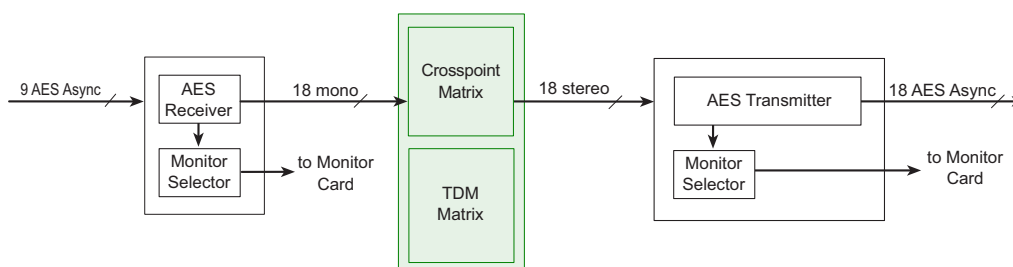 9 AES Async
AES
Receiver
Monitor
Selector
to Monitor
Card
18 mono
Crosspoint
Matrix
TDM
Matrix
18 stereo
AES Transmitter
Monitor
Selector
18 AES Async
to Monitor
Card